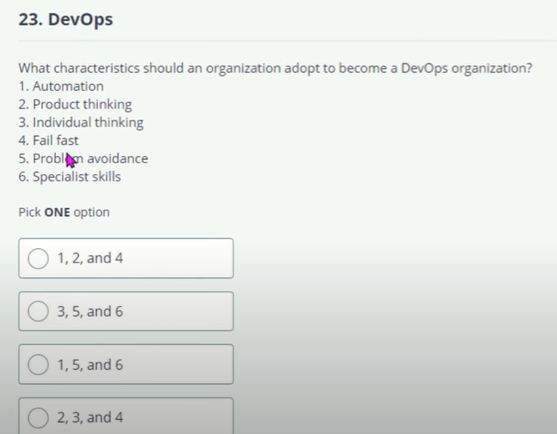 23. DevOps
What characteristics should an organization adopt to become a DevOps organization?
1. Automation
2. Product thinking
3. Individual thinking
4. Fail fast
5. Problem avoidance
6. Specialist skills
Pick ONE option
1, 2, and 4
3, 5, and 6
1, 5, and 6
2, 3, and 4